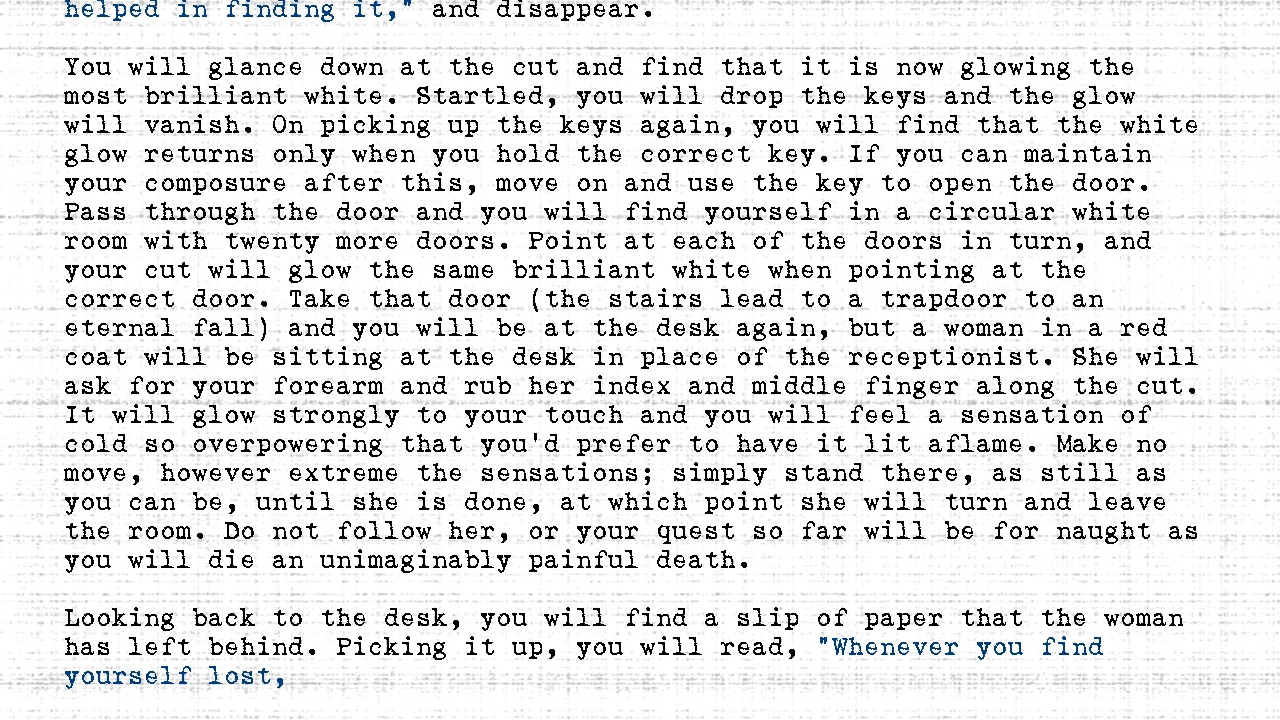 helped in finding it," and disappear.
You will glance down at the cut and find that it is now glowing the
most brilliant white. Startled, you will drop the keys and the glow
will vanish. On picking up the keys again, you will find that the white
glow returns only when you hold the correct key. If you can maintain
your composure after this, move on and use the key to open the door.
Pass through the door and you will find yourself in a circular white
room with twenty more doors. Point at each of the doors in turn, and
your cut will glow the same brilliant white when pointing at the
correct door. Take that door (the stairs lead to a trapdoor to an
eternal fall) and you will be at the desk again, but a woman in a red
coat will be sitting at the desk in place of the receptionist. She will
ask for your forearm and rub her index and middle finger along the cut.
It will glow strongly to your touch and you will feel a sensation of
cold so overpowering that you'd prefer to have it lit aflame. Make no
move, however extreme the sensations; simply stand there, as still as
you can be, until she is done, at which point she will turn and leave
the room. Do not follow her, or your quest so far will be for naught as
you will die an unimaginably painful death.
Looking back to the desk, you will find a slip of paper that the woman
has left behind. Picking it up, you will read, "Whenever you find
yourself lost,